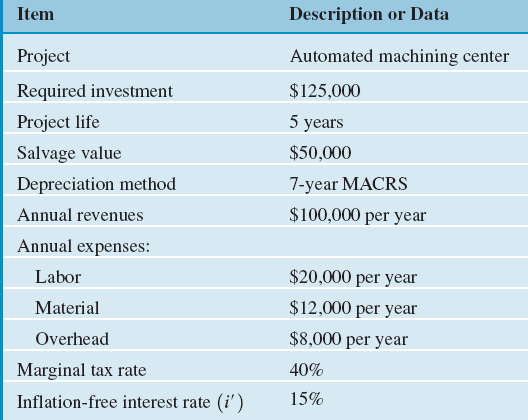 Item Description or Data
Project Automated machining center
Required investment $125,000
Project life 5 years
Salvage value $50,000
Depreciation method 7-year MACRS
Annual revenues $100,000 per year
Annual expenses:
Labor $20,000 per year
Material $12,000 per year
Overhead $8,000 per year
Marginal tax rate 40%
Inflation-free interest rate (i′) 15%